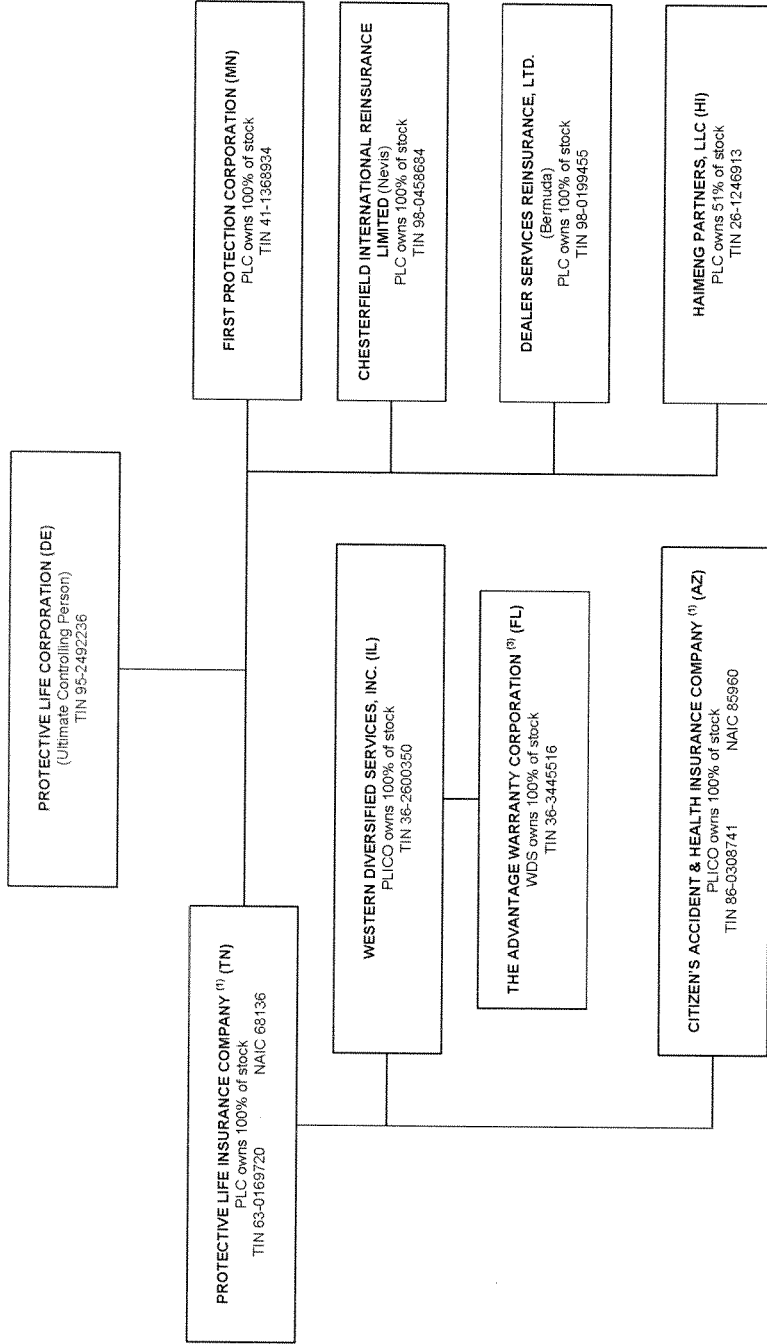 PROTECTIVE LIFE CORPORATION (DE)
(Ultimate Controlling Person)
TIN 95-2492236
PROTECTIVE LIFE INSURANCE COMPANY (1) (TN)
PLC owns 100% of stock
TIN 63-0169720 NAIC 68136
WESTERN DIVERSIFIED SERVICES, INC. (IL)
PLICO owns 100% of stock
TIN 36-2600350
THE ADVANTAGE WARRANTY CORPORATION (3) (FL)
WDS owns 100% of stock
TIN 36-3445516
CITIZEN'S ACCIDENT & HEALTH INSURANCE COMPANY (1) (AZ)
PLICO owns 100% of stock
TIN 86-0308741 NAIC 85960
FIRST PROTECTION CORPORATION (MN)
PLC owns 100% of stock
TIN 41-1368934
CHESTERFIELD INTERNATIONAL REINSURANCE
LIMITED (Nevis)
PLC owns 100% of stock
TIN 98-0458684
DEALER SERVICES REINSURANCE, LTD.
(Bermuda)
PLC owns 100% of stock
TIN 98-0199455
HAIMENG PARTNERS, LLC (HI)
PLC owns 51% of stock
TIN 26-1246913